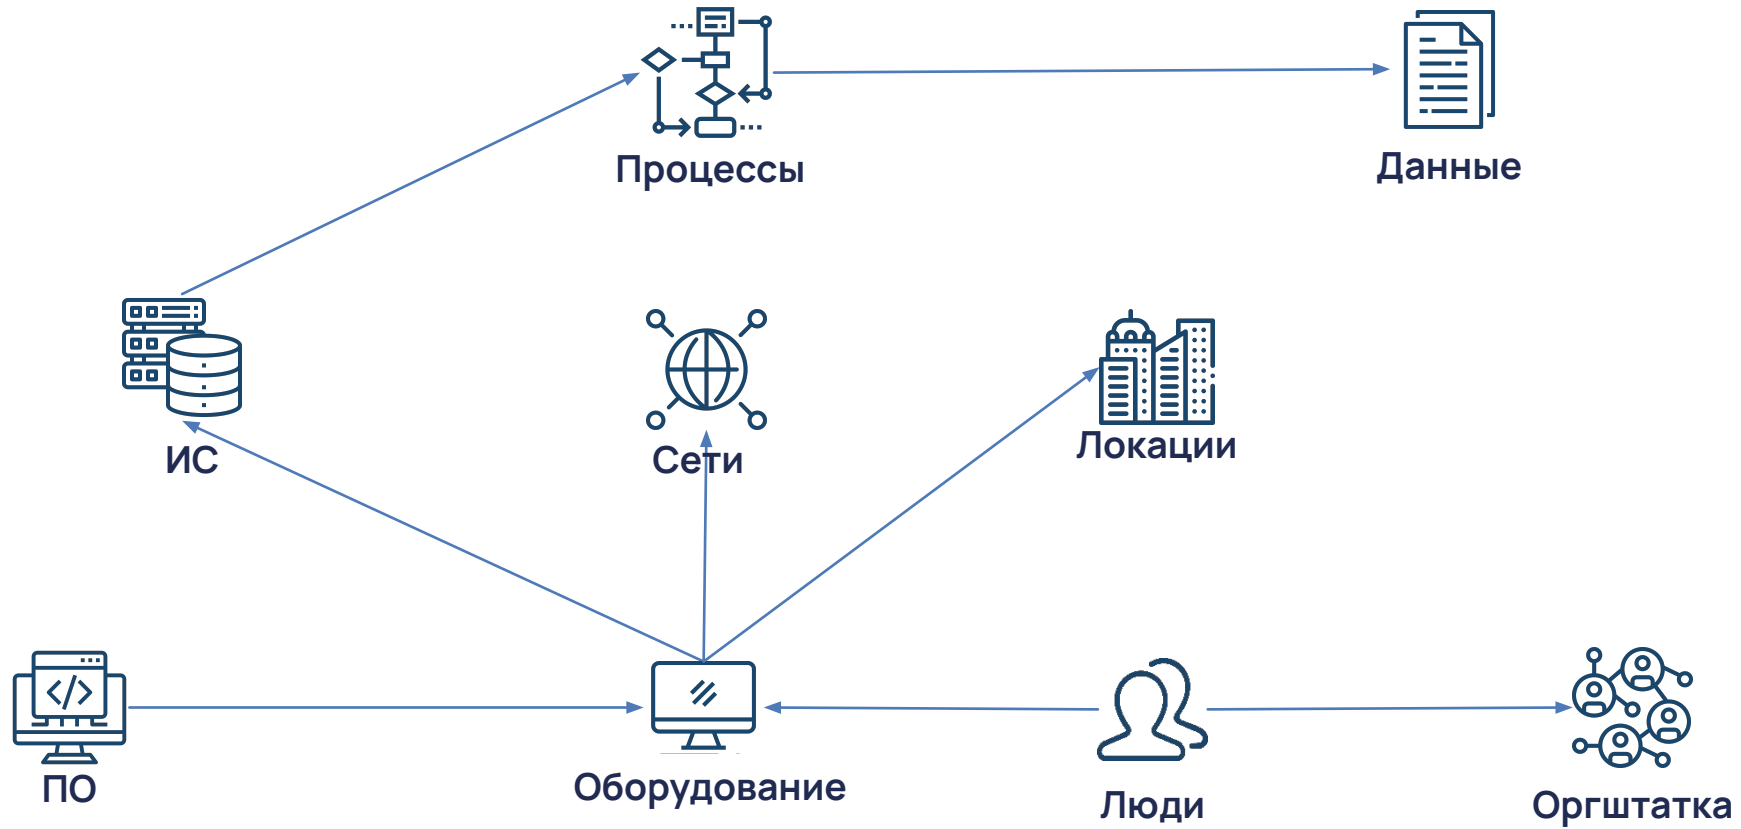 Процессы
Данные
ИС
Сети
Локации
ПО
Оборудование
Люди
Оргштатка